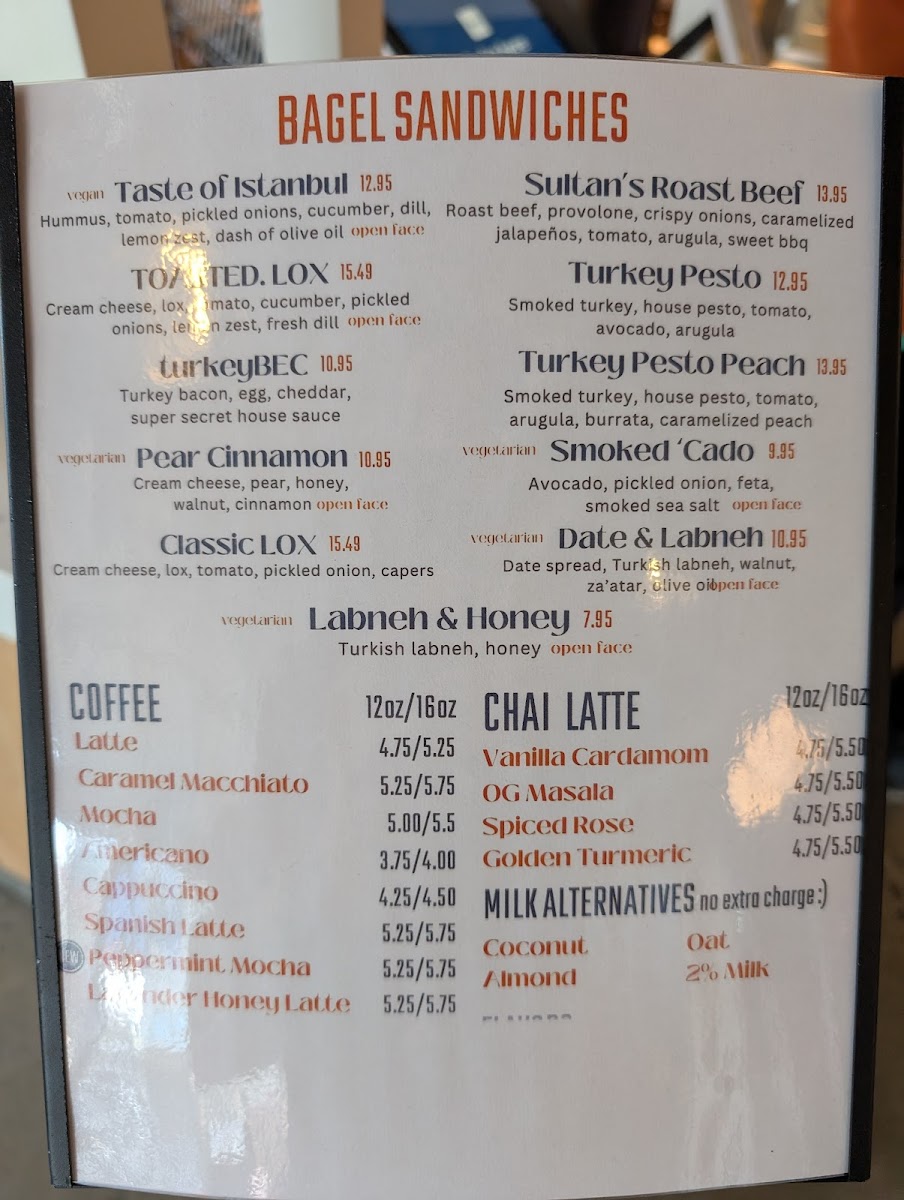 BAGEL SANDWICHES
vegan Taste of Istanbul 12.95
Hummus, tomato, pickled onions, cucumber, dill,
lemon zest, dash of olive oil open face
TOASTED. LOX 15.49
Cream cheese, lox, tomato, cucumber, pickled
onions, lemon zest, fresh dill open face
turkeyBEC 10.95
Turkey bacon, egg, cheddar,
super secret house sauce
vegetarian Pear Cinnamon 10.95
Cream cheese, pear, honey,
walnut, cinnamon open face
Classic LOX 15.49
Cream cheese, lox, tomato, pickled onion, capers
Sultan's Roast Beef 13.95
Roast beef, provolone, crispy onions, caramelized
jalapeños, tomato, arugula, sweet bbq
Turkey Pesto 12.95
Smoked turkey, house pesto, tomato,
avocado, arugula
Turkey Pesto Peach 13.95
Smoked turkey, house pesto, tomato,
arugula, burrata, caramelized peach
vegetarian Smoked 'Cado 9.95
Avocado, pickled onion, feta,
smoked sea salt open face
vegetarian Date & Labneh 10.95
Date spread, Turkish labneh, walnut,
za'atar, olive oil open face
vegetarian Labneh & Honey 7.95
Turkish labneh, honey open face
COFFEE 12oz/16oz
Latte 4.75/5.25
Caramel Macchiato 5.25/5.75
Mocha 5.00/5.5
Americano 3.75/4.00
Cappuccino 4.25/4.50
Spanish Latte 5.25/5.75
Peppermint Mocha 5.25/5.75
Lavender Honey Latte 5.25/5.75
CHAI LATTE 12oz/16oz
Vanilla Cardamom 4.75/5.50
OG Masala 4.75/5.50
Spiced Rose 4.75/5.50
Golden Turmeric 4.75/5.50
MILK ALTERNATIVES no extra charge :)
Coconut Oat
Almond 2% Milk